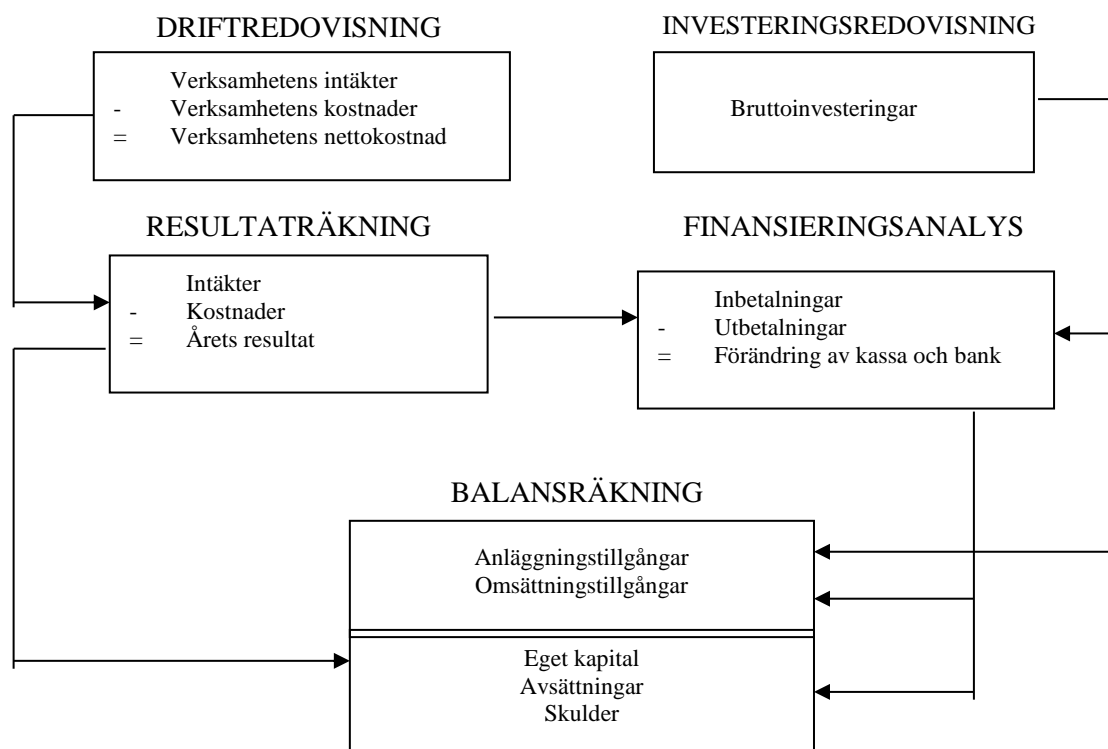 DRIFTREDOVISNING
Verksamhetens intäkter
- Verksamhetens kostnader
= Verksamhetens nettokostnad
INVESTERINGSREDOVISNING
Bruttoinvesteringar
RESULTATRÄKNING
Intäkter
- Kostnader
= Årets resultat
FINANSIERINGSANALYS
Inbetalningar
- Utbetalningar
= Förändring av kassa och bank
BALANSRÄKNING
Anläggningstillgångar
Omsättningstillgångar
Eget kapital
Avsättningar
Skulder